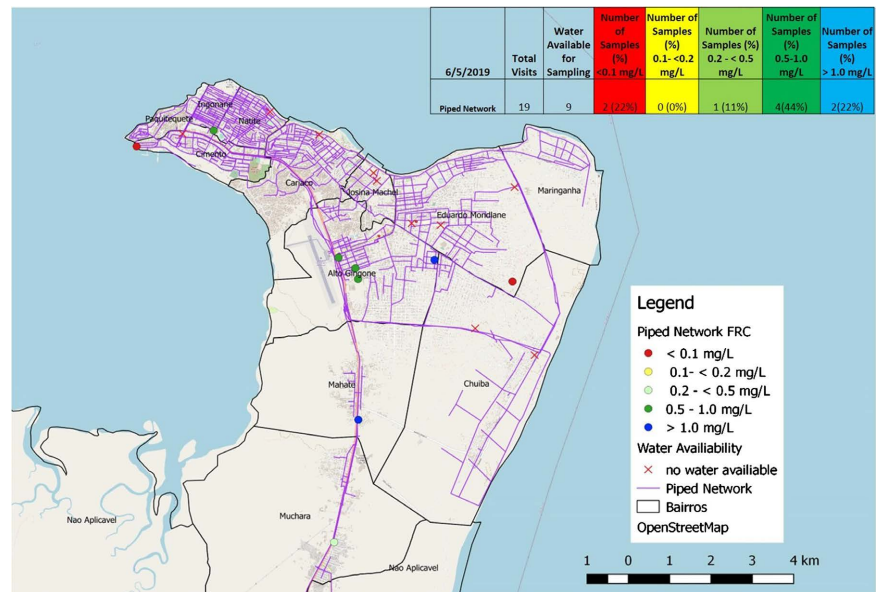 6/5/2019
Total
Visits
Water
Available
for
Sampling
Number
of
Samples
(%)
<0.1 mg/L
Number of
Samples
(%)
0.1- <0.2
mg/L
Number of
Samples (%)
0.2 - < 0.5
mg/L
Number of
Samples
(%)
0.5-1.0
mg/L
Number of
Samples
(%)
> 1.0 mg/L
Piped Network 19 9 2 (22%) 0 (0%) 1 (11%) 4(44%) 2(22%)
Ingonane
Paquitequete
Natite
Cimento
Cariaco
Josina Machel
Maringanha
Eduardo Mondlane
Alto Gingone
Mahate
Chuiba
Muchara
Nao Aplicavel
Nao Aplicavel
Legend
Piped Network FRC
< 0.1 mg/L
0.1- < 0.2 mg/L
0.2 - < 0.5 mg/L
0.5 - 1.0 mg/L
> 1.0 mg/L
Water Availiability
no water availiable
Piped Network
Bairros
OpenStreetMap
1 0 1 2 3 4 km